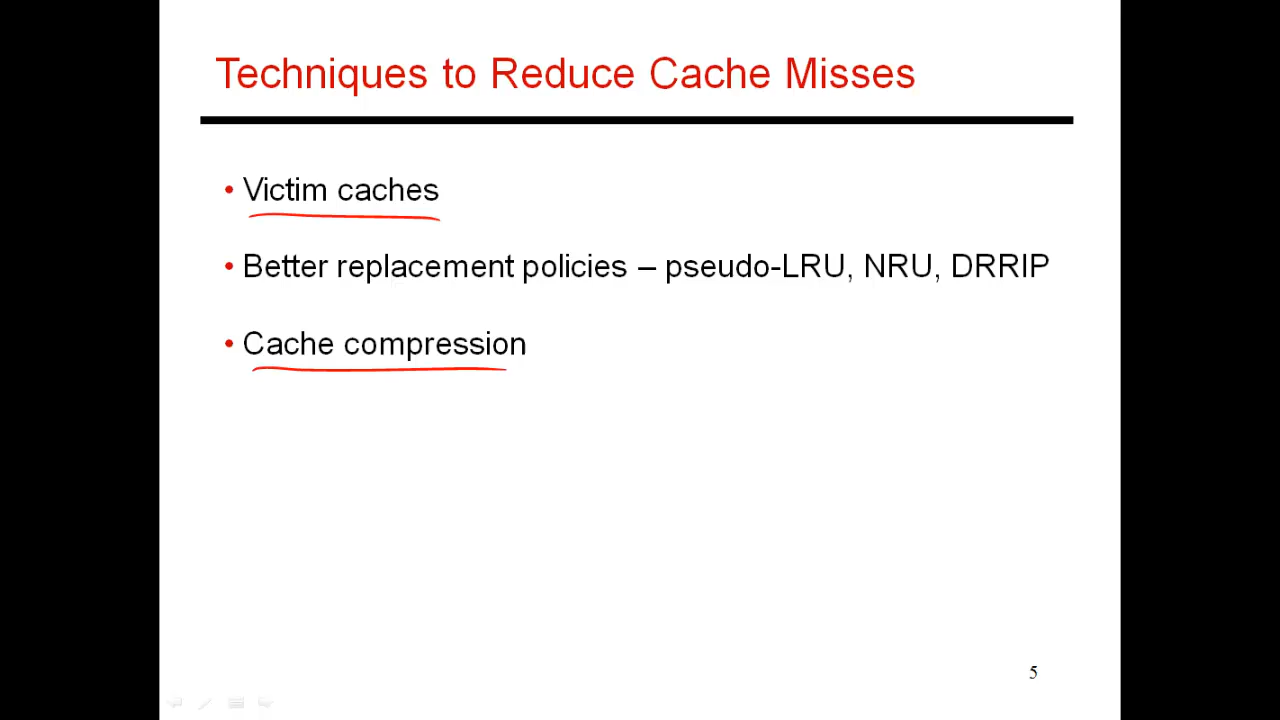 Techniques to Reduce Cache Misses
• Victim caches
• Better replacement policies – pseudo-LRU, NRU, DRRIP
• Cache compression
5